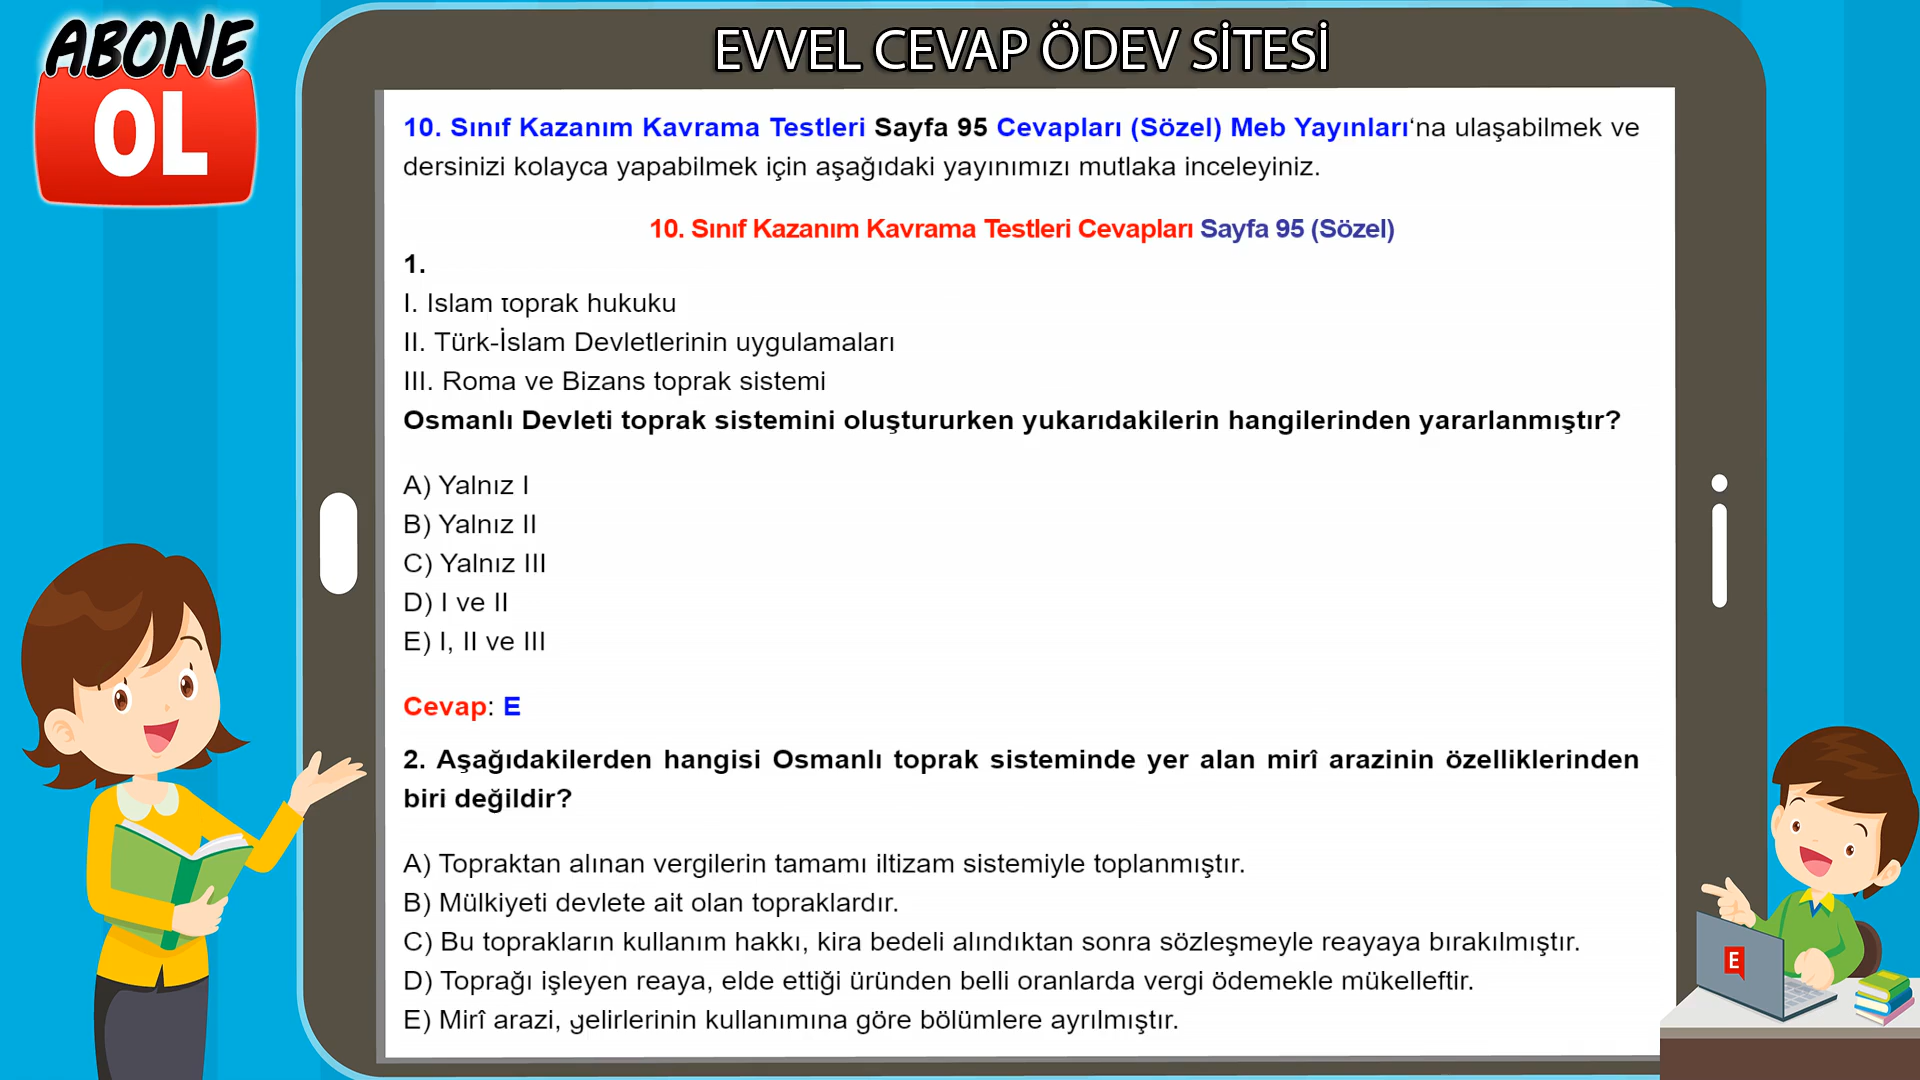 ABONE
OL
EVVEL CEVAP ÖDEV SİTESİ
10. Sınıf Kazanım Kavrama Testleri Sayfa 95 Cevapları (Sözel) Meb Yayınları‘na ulaşabilmek ve
dersinizi kolayca yapabilmek için aşağıdaki yayınımızı mutlaka inceleyiniz.
10. Sınıf Kazanım Kavrama Testleri Cevapları Sayfa 95 (Sözel)
1.
I. Islam toprak hukuku
II. Türk-İslam Devletlerinin uygulamaları
III. Roma ve Bizans toprak sistemi
Osmanlı Devleti toprak sistemini oluştururken yukarıdakilerin hangilerinden yararlanmıştır?
A) Yalnız I
B) Yalnız II
C) Yalnız III
D) I ve II
E) I, II ve III
Cevap: E
2. Aşağıdakilerden hangisi Osmanlı toprak sisteminde yer alan mirî arazinin özelliklerinden
biri değildir?
A) Topraktan alınan vergilerin tamamı iltizam sistemiyle toplanmıştır.
B) Mülkiyeti devlete ait olan topraklardır.
C) Bu toprakların kullanım hakkı, kira bedeli alındıktan sonra sözleşmeyle reayaya bırakılmıştır.
D) Toprağı işleyen reaya, elde ettiği üründen belli oranlarda vergi ödemekle mükelleftir.
E) Mirî arazi, gelirlerinin kullanımına göre bölümlere ayrılmıştır.
E